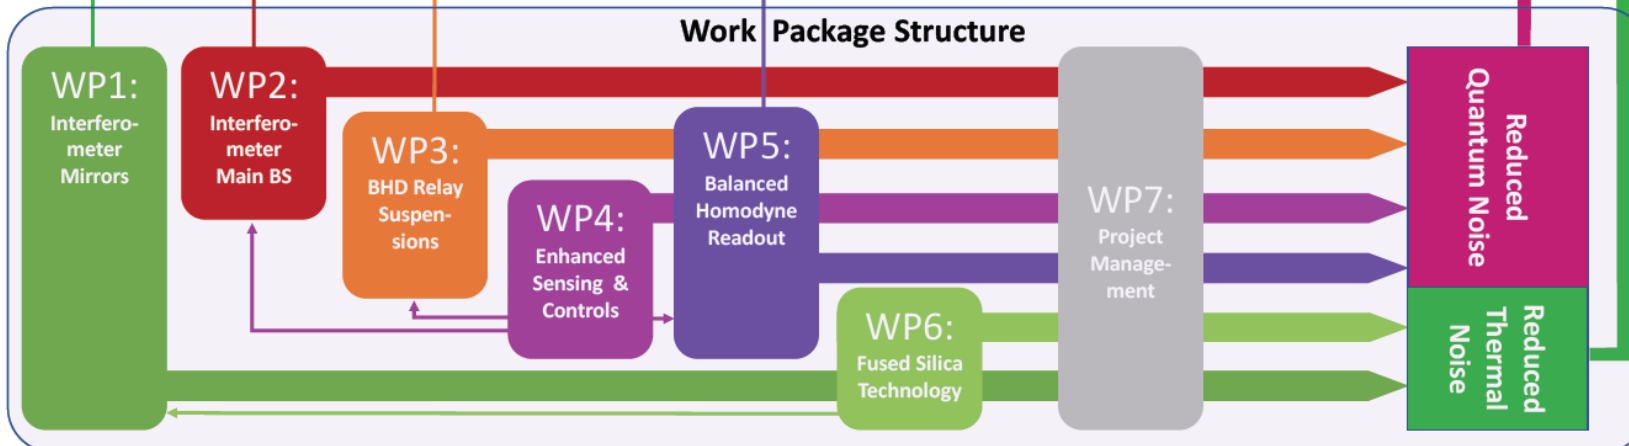 Work Package Structure
WP1:
Interfero-
meter
Mirrors
WP2:
Interfero-
meter
Main BS
WP3:
BHD Relay
Suspen-
sions
WP4:
Enhanced
Sensing &
Controls
WP5:
Balanced
Homodyne
Readout
WP6:
Fused Silica
Technology
WP7:
Project
Manage-
ment
Reduced
Quantum Noise
Reduced
Thermal
Noise